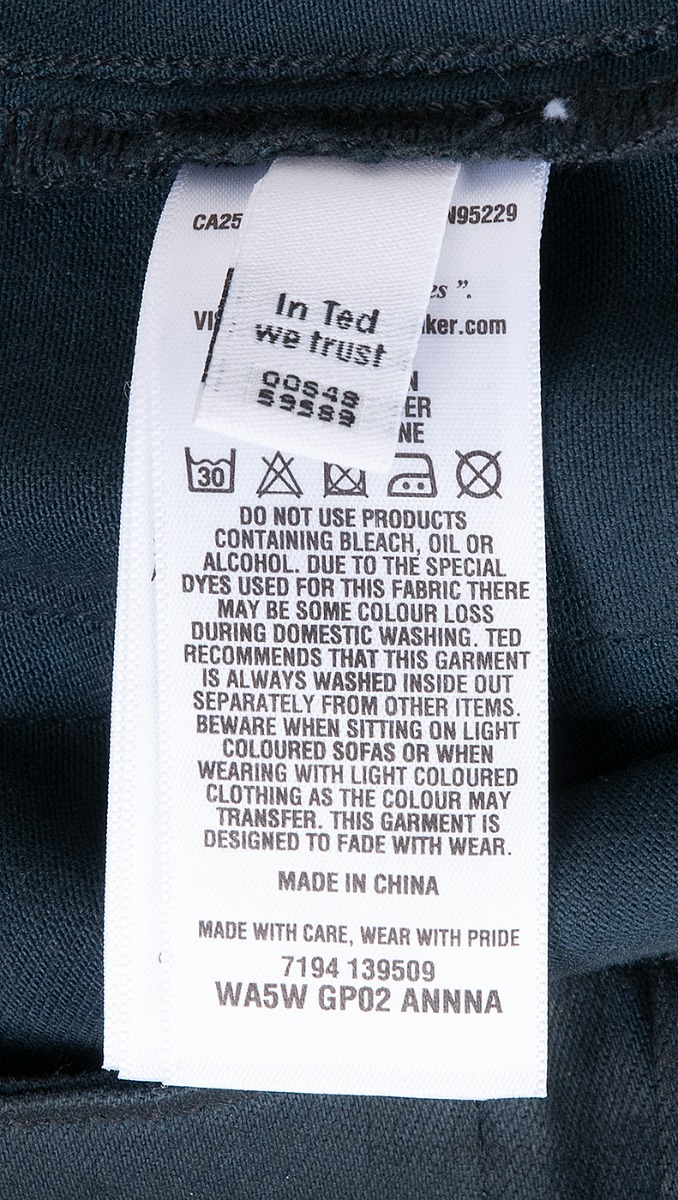 CA25
N95229
es ”.
VI
ker.com
In Ted
we trust
00S48
59589
N
ER
NE
30
DO NOT USE PRODUCTS
CONTAINING BLEACH, OIL OR
ALCOHOL. DUE TO THE SPECIAL
DYES USED FOR THIS FABRIC THERE
MAY BE SOME COLOUR LOSS
DURING DOMESTIC WASHING. TED
RECOMMENDS THAT THIS GARMENT
IS ALWAYS WASHED INSIDE OUT
SEPARATELY FROM OTHER ITEMS.
BEWARE WHEN SITTING ON LIGHT
COLOURED SOFAS OR WHEN
WEARING WITH LIGHT COLOURED
CLOTHING AS THE COLOUR MAY
TRANSFER. THIS GARMENT IS
DESIGNED TO FADE WITH WEAR.
MADE IN CHINA
MADE WITH CARE, WEAR WITH PRIDE
7194 139509
WA5W GP02 ANNNA